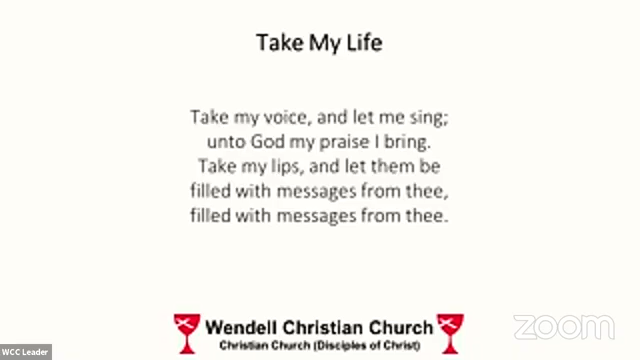 Take My Life
Take my voice, and let me sing;
unto God my praise I bring.
Take my lips, and let them be
filled with messages from thee,
filled with messages from thee.
Wendell Christian Church
Christian Church (Disciples of Christ)
WCC Leader
zoom